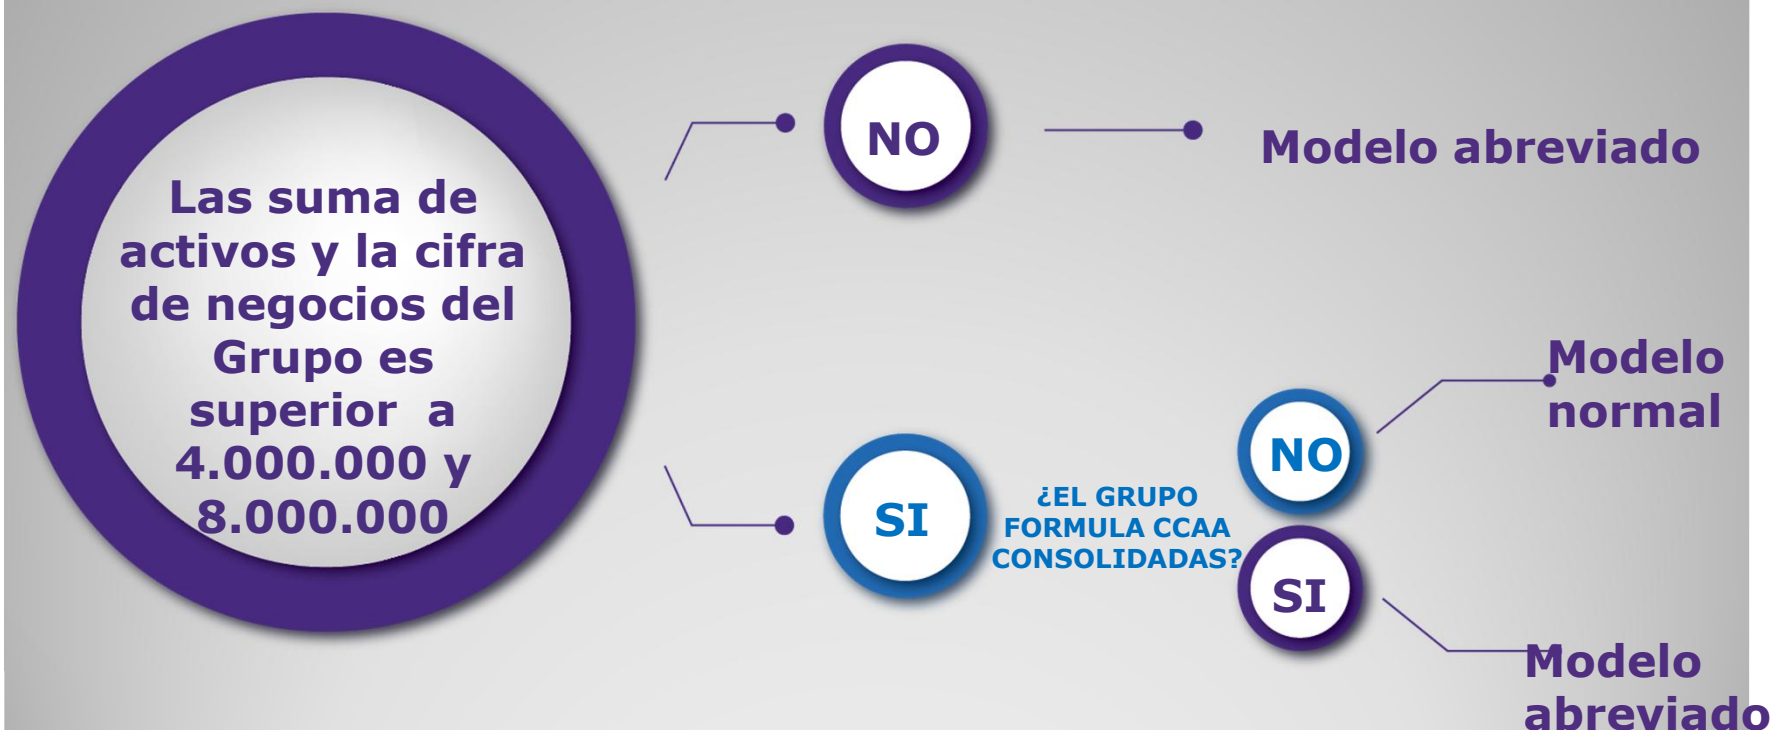 Las suma de
activos y la cifra
de negocios del
Grupo es
superior  a
4.000.000 y
8.000.000
NO
Modelo abreviado
SI
¿EL GRUPO
FORMULA CCAA
CONSOLIDADAS?
NO
Modelo
normal
SI
Modelo
abreviado